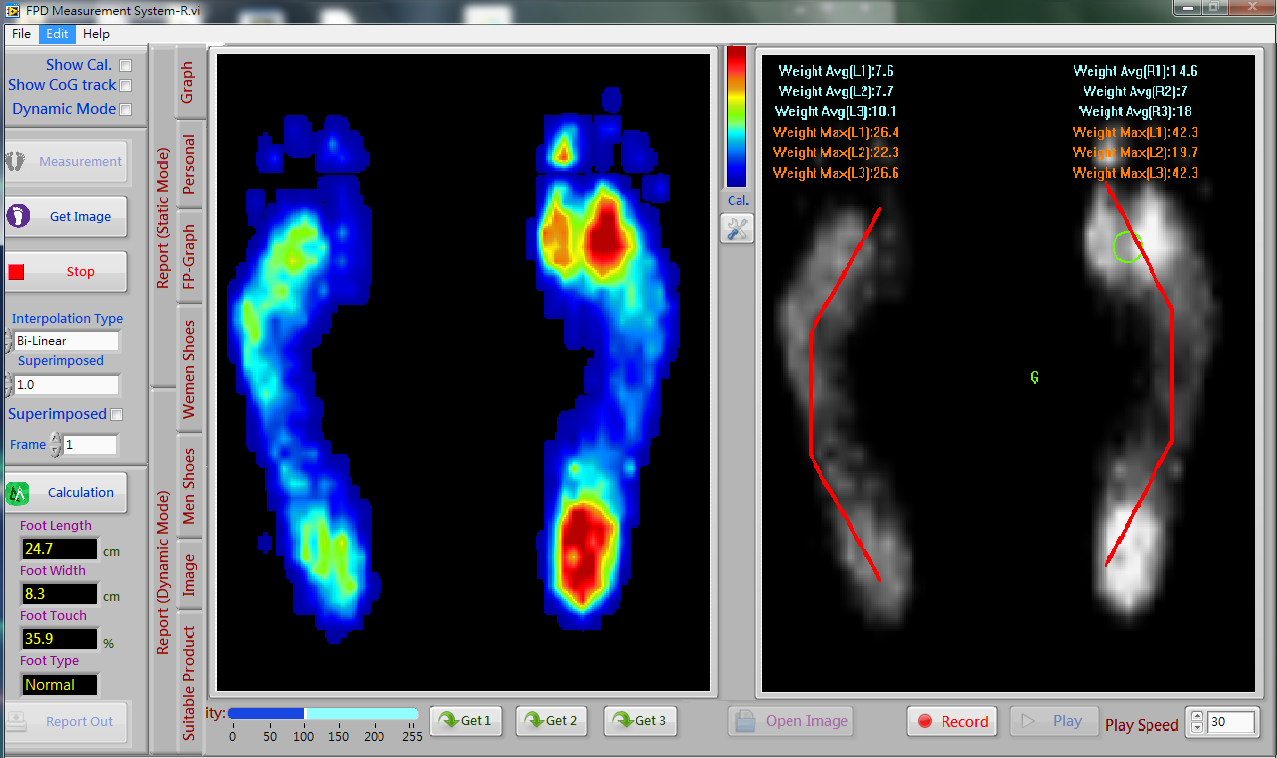 FPD Measurement System-R.vi
File Edit Help
Show Cal.
Show CoG track
Dynamic Mode
Measurement
Get Image
Stop
Interpolation Type
Bi-Linear
Superimposed
1.0
Superimposed
Frame 1
Calculation
Foot Length
24.7 cm
Foot Width
8.3 cm
Foot Touch
35.9 %
Foot Type
Normal
Report Out
Report (Static Mode)
Report (Dynamic Mode)
Graph
Personal
FP-Graph
Wemen Shoes
Men Shoes
Image
Suitable Product
Cal.
Weight Avg(L1):7.6
Weight Avg(L2):7.7
Weight Avg(L3):10.1
Weight Max(L1):26.4
Weight Max(L2):22.3
Weight Max(L3):26.6
Weight Avg(R1):14.6
Weight Avg(R2):7
Weight Avg(R3):18
Weight Max(L1):42.3
Weight Max(L2):19.7
Weight Max(L3):42.3
G
ity:
0 50 100 150 200 255
Get 1
Get 2
Get 3
Open Image
Record
Play
Play Speed
30